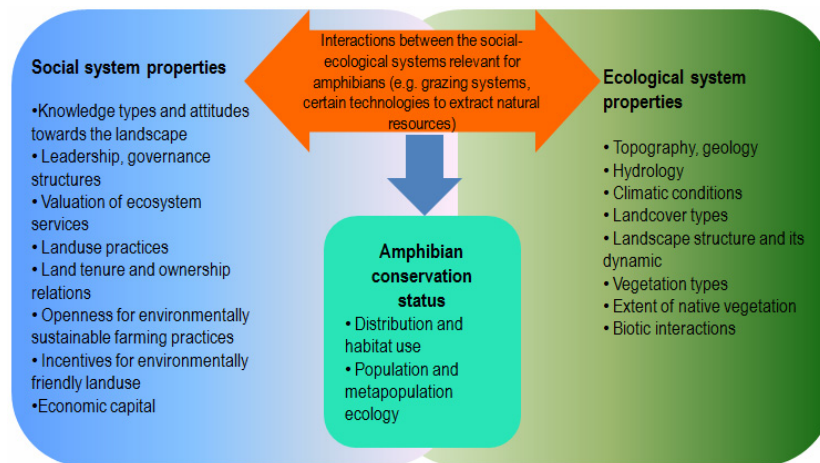 Interactions between the social-
ecological systems relevant for
amphibians (e.g. grazing systems,
certain technologies to extract natural
resources)
Social system properties
•Knowledge types and attitudes
towards the landscape
• Leadership, governance
structures
• Valuation of ecosystem
services
• Landuse practices
• Land tenure and ownership
relations
• Openness for environmentally
sustainable farming practices
• Incentives for environmentally
friendly landuse
•Economic capital
Amphibian
conservation
status
• Distribution and
habitat use
• Population and
metapopulation
ecology
Ecological system
properties
• Topography, geology
• Hydrology
• Climatic conditions
• Landcover types
• Landscape structure and its
dynamic
• Vegetation types
• Extent of native vegetation
• Biotic interactions